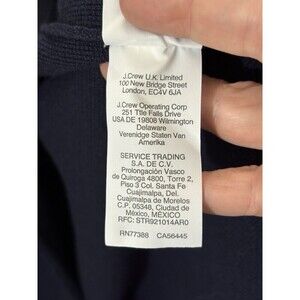 J.Crew U.K. Limited
100 New Bridge Street
London, EC4V 6JA
J.Crew Operating Corp
251 Tlle Falls Drive
USA DE 19808 Wilmington
Delaware
Verenidge Staten Van
Amerika
SERVICE TRADING
S.A. DE C.V.
Prolongación Vasco
de Quiroga 4800, Torre 2,
Piso 3 Col. Santa Fe
Cuajimalpa, Del.
Cuajimalpa de Morelos
C.P. 05348, Ciudad de
México, MÉXICO
RFC: STR921014AR0
RN77388 CA56445